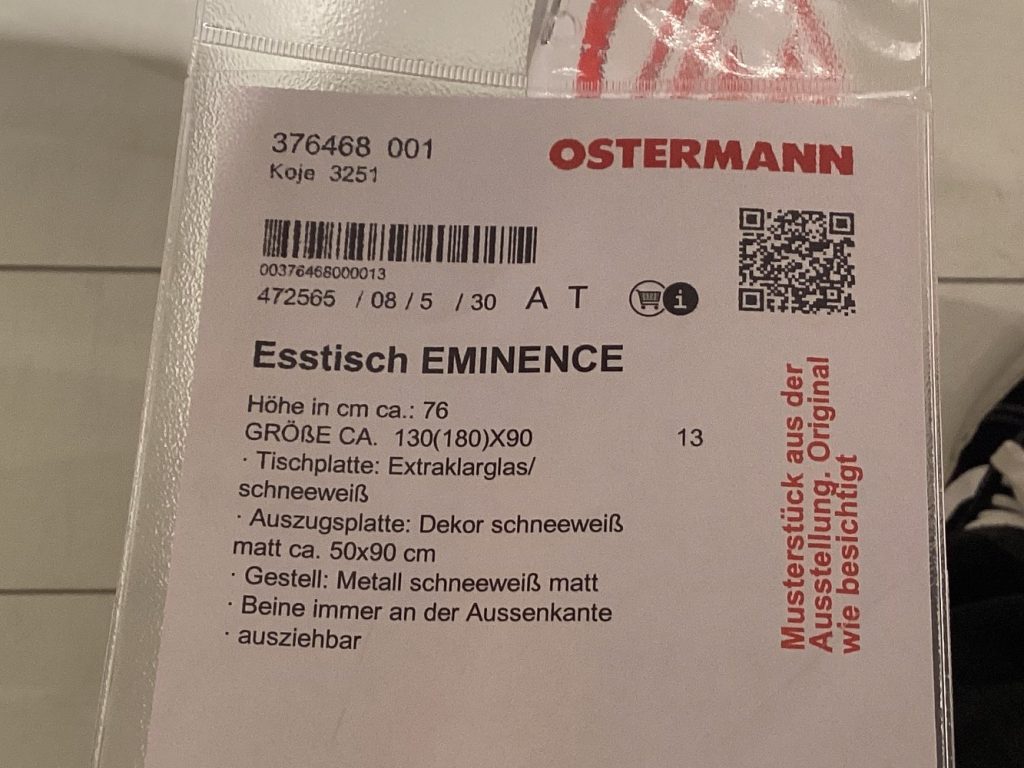 376468 001
Koje 3251
OSTERMANN
00376468000013
472565 / 08 / 5 / 30 A T
Esstisch EMINENCE
Höhe in cm ca.: 76
GRÖßE CA. 130(180)X90 13
· Tischplatte: Extraklarglas/
schneeweiß
· Auszugsplatte: Dekor schneeweiß
matt ca. 50x90 cm
· Gestell: Metall schneeweiß matt
· Beine immer an der Aussenkante
· ausziehbar
Musterstück aus der
Ausstellung. Original
wie besichtigt